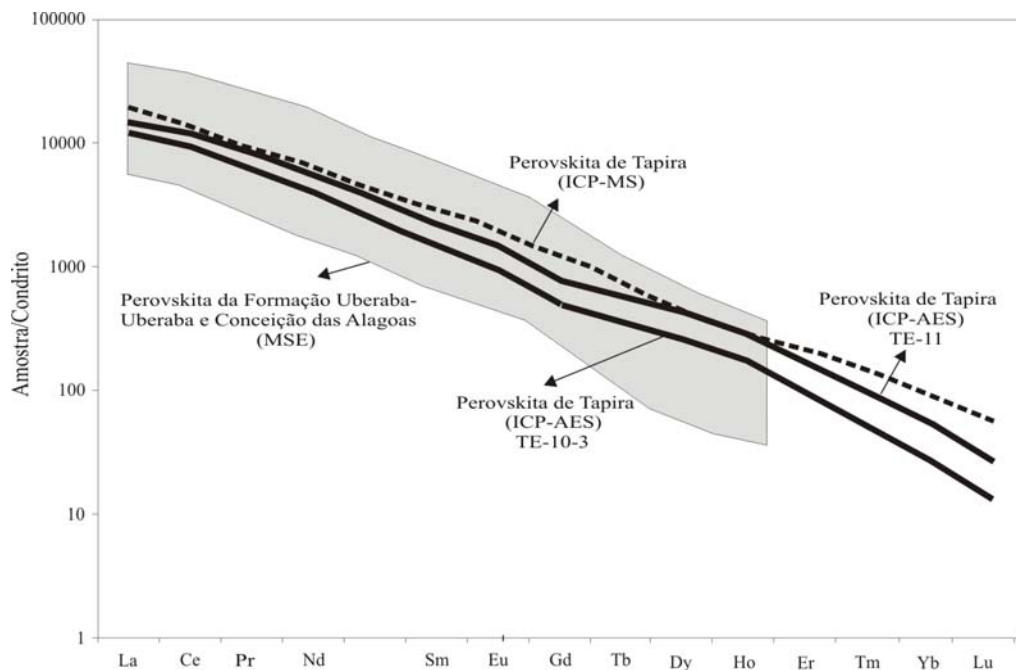 100000
10000
1000
100
10
1
Amostra/Condrito
Perovskita de Tapira
(ICP-MS)
Perovskita da Formação Uberaba-
Uberaba e Conceição das Alagoas
(MSE)
Perovskita de Tapira
(ICP-AES)
TE-11
Perovskita de Tapira
(ICP-AES)
TE-10-3
La Ce Pr Nd Sm Eu Gd Tb Dy Ho Er Tm Yb Lu